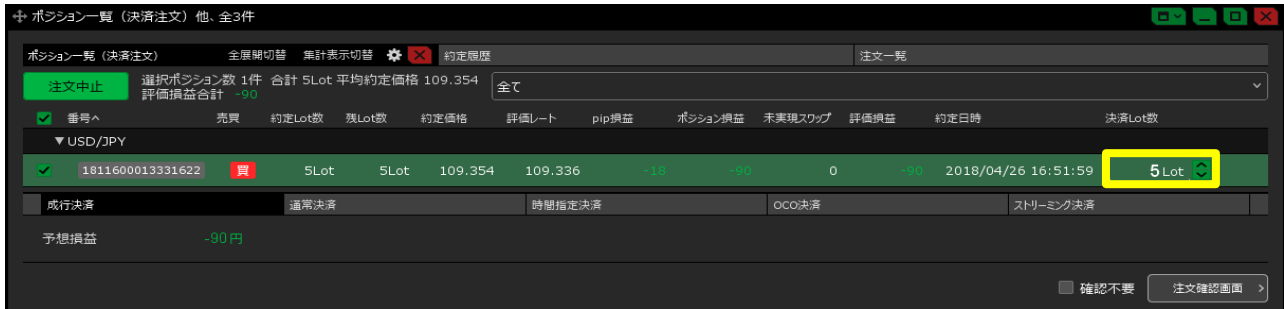 ポジション一覧（決済注文）他、全3件
ポジション一覧（決済注文） 全展開切替 集計表示切替 約定履歴 注文一覧
注文中止 選択ポジション数 1件 合計 5Lot 平均約定価格 109.354 全て
評価損益合計 -90
番号 売買 約定Lot数 残Lot数 約定価格 評価レート pip損益 ポジション損益 未実現スワップ 評価損益 約定日時 決済Lot数
▼USD/JPY
1811600013331622 買 5Lot 5Lot 109.354 109.336 -18 -90 0 -90 2018/04/26 16:51:59 5 Lot
成行決済 通常決済 時間指定決済 OCO決済 ストリーミング決済
予想損益 -90円
確認不要 注文確認画面 >